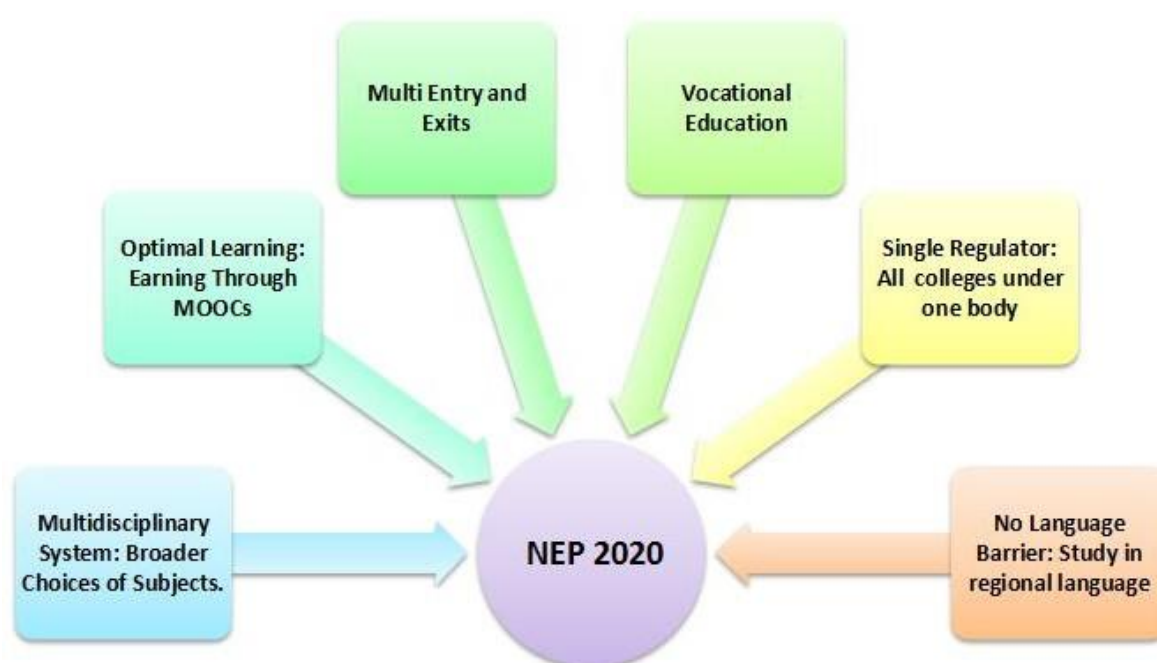 Multi Entry and
Exits
Vocational
Education
Optimal Learning:
Earning Through
MOOCs
Single Regulator:
All colleges under
one body
Multidisciplinary
System: Broader
Choices of Subjects.
NEP 2020
No Language
Barrier: Study in
regional language